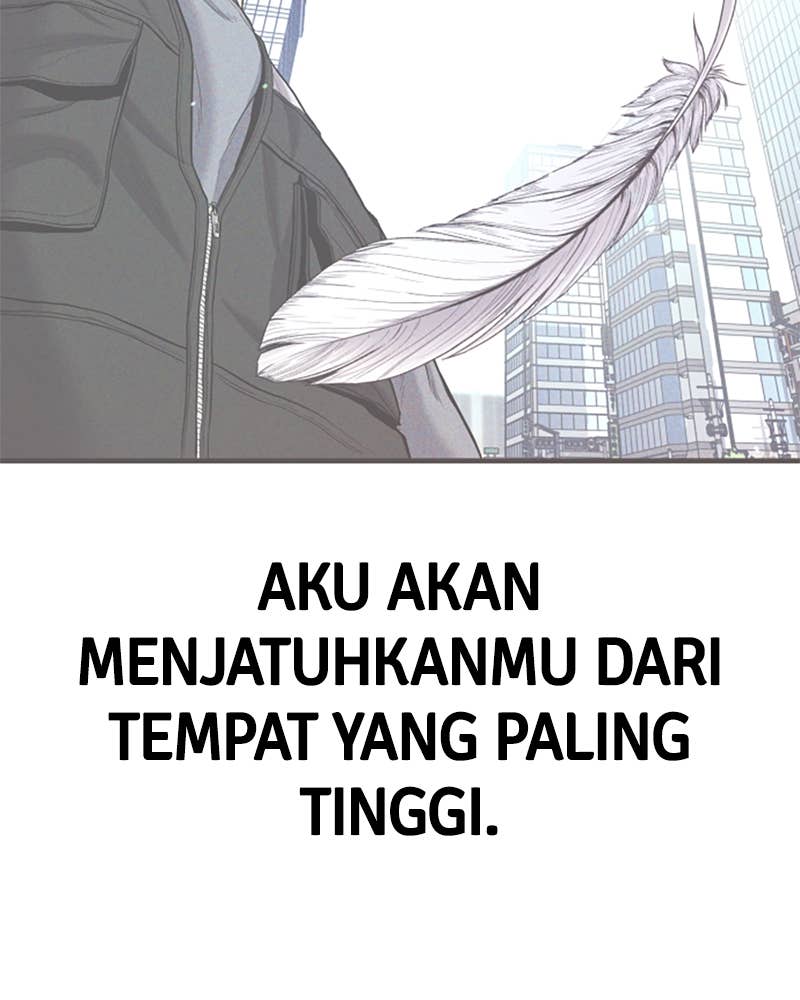 AKU AKAN
MENJATUHKANMU DARI
TEMPAT YANG PALING
TINGGI.